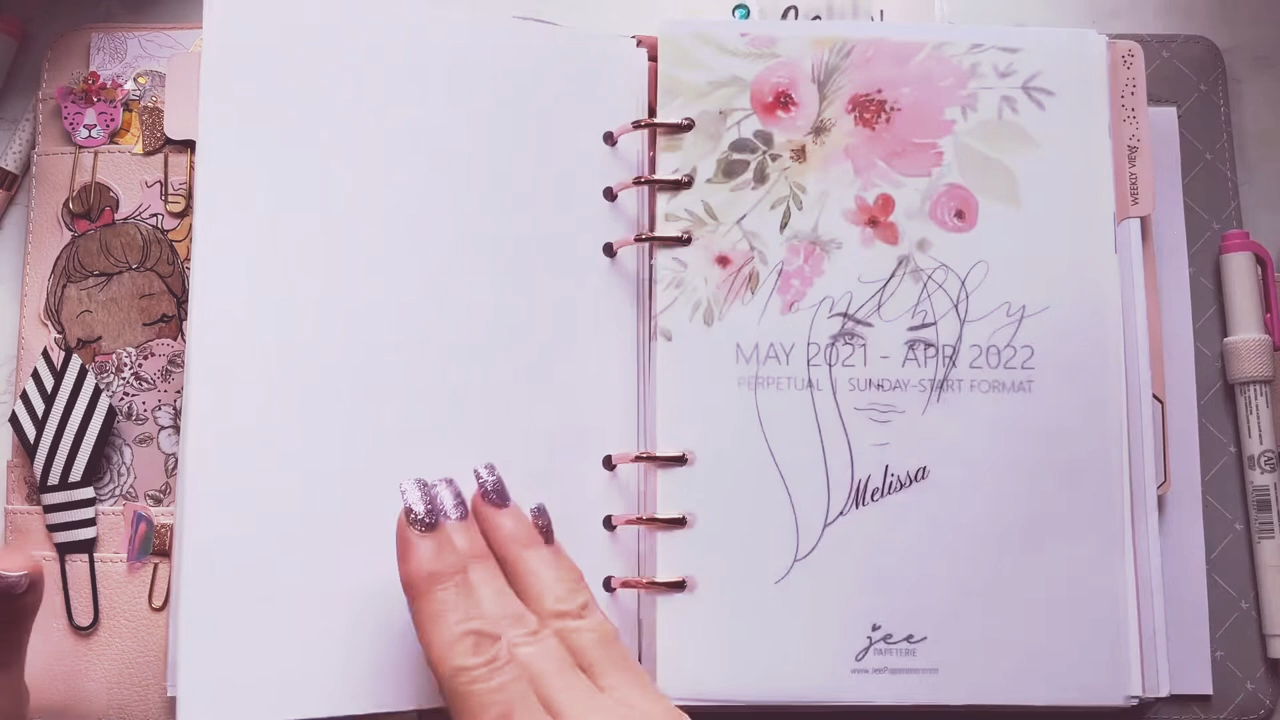 WEEKLY VIEW
Monthly
MAY 2021 - APR 2022
PERPETUAL | SUNDAY-START FORMAT
Melissa
jee
PAPETERIE